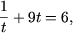 1/t + 9t = 6,